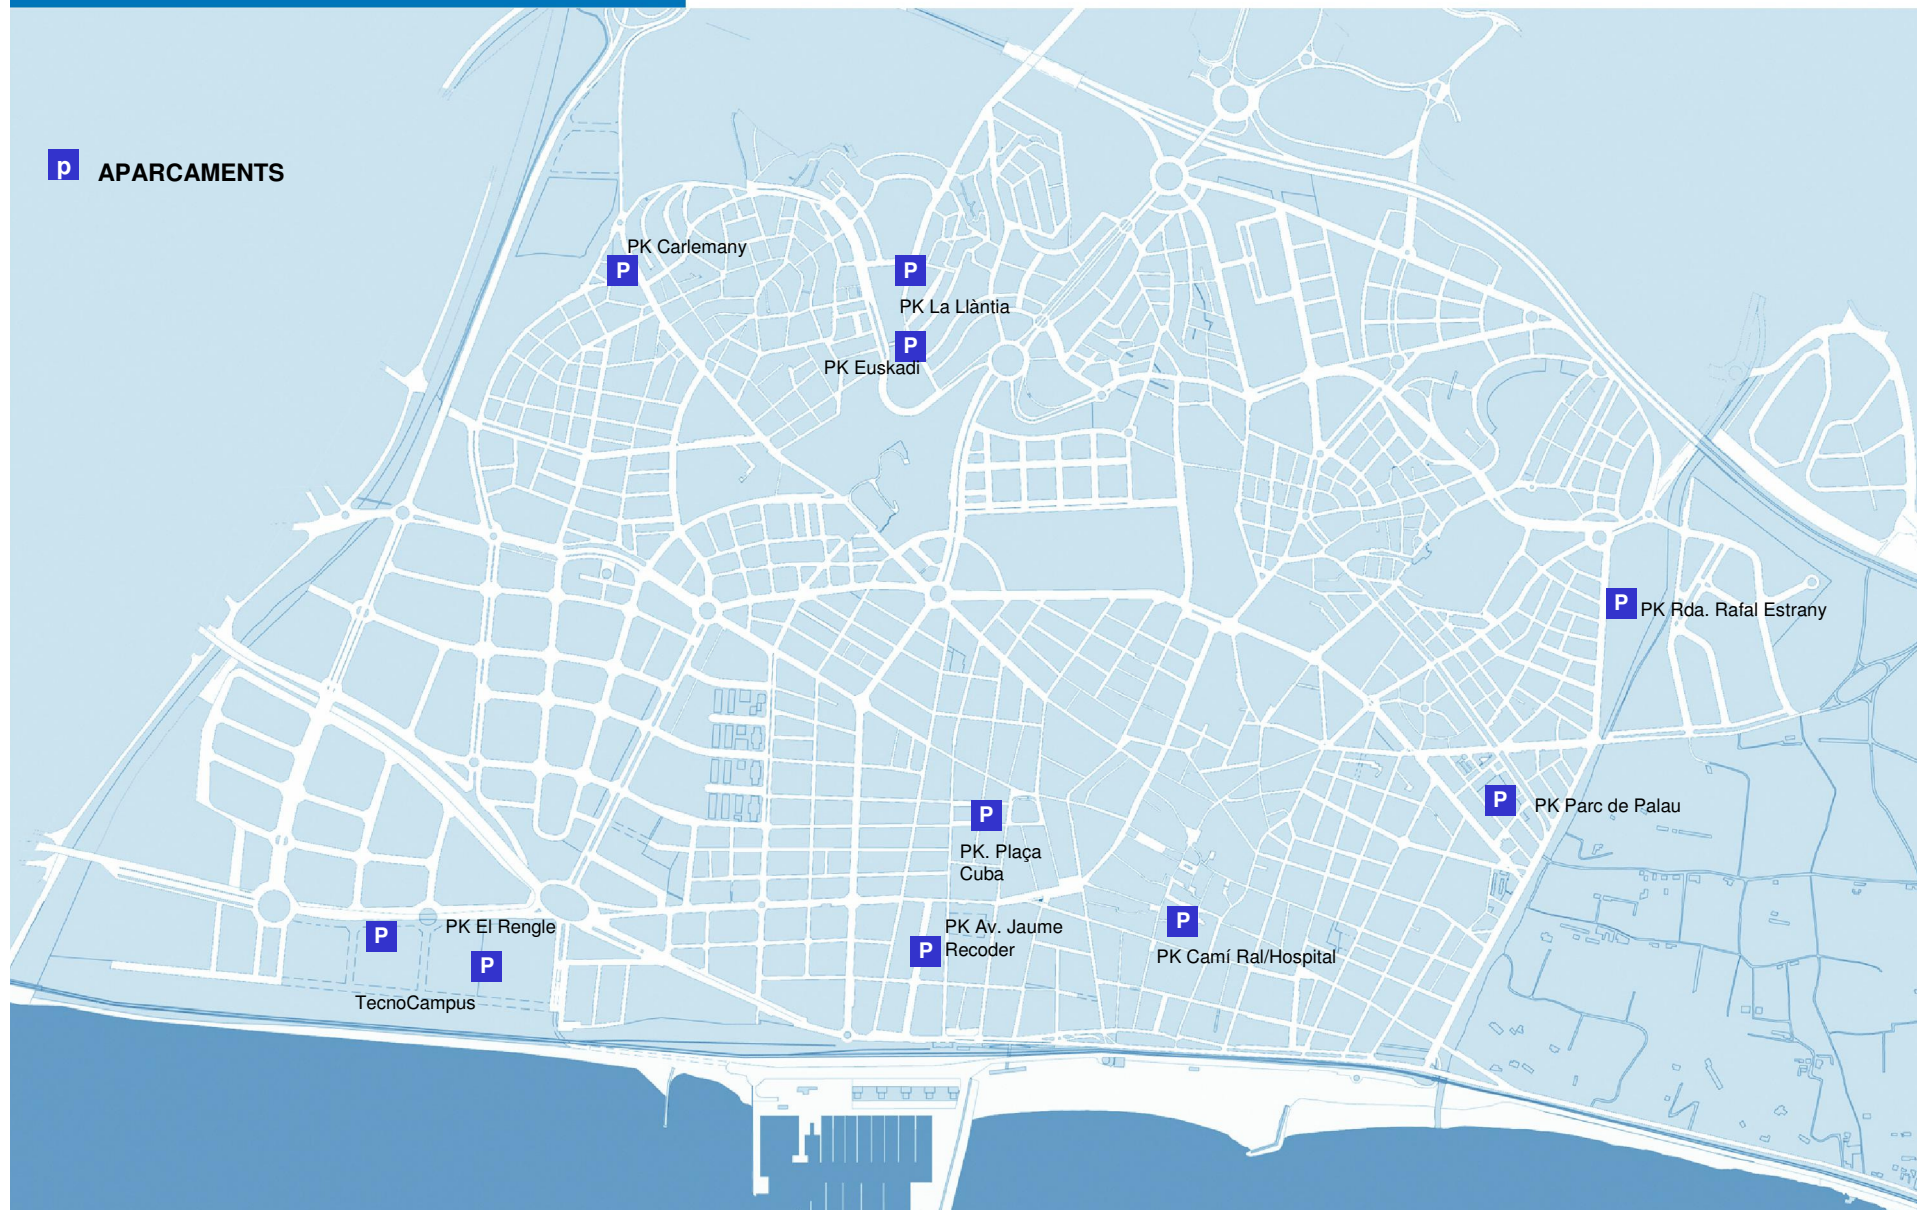 p APARCAMENTS
PK Carlemany
P
P
PK La Llàntia
P
PK Euskadi
P
PK Rda. Rafal Estrany
P
PK Parc de Palau
P
PK. Plaça
Cuba
P
PK Camí Ral/Hospital
PK Av. Jaume
P
Recoder
PK El Rengle
P
P
TecnoCampus